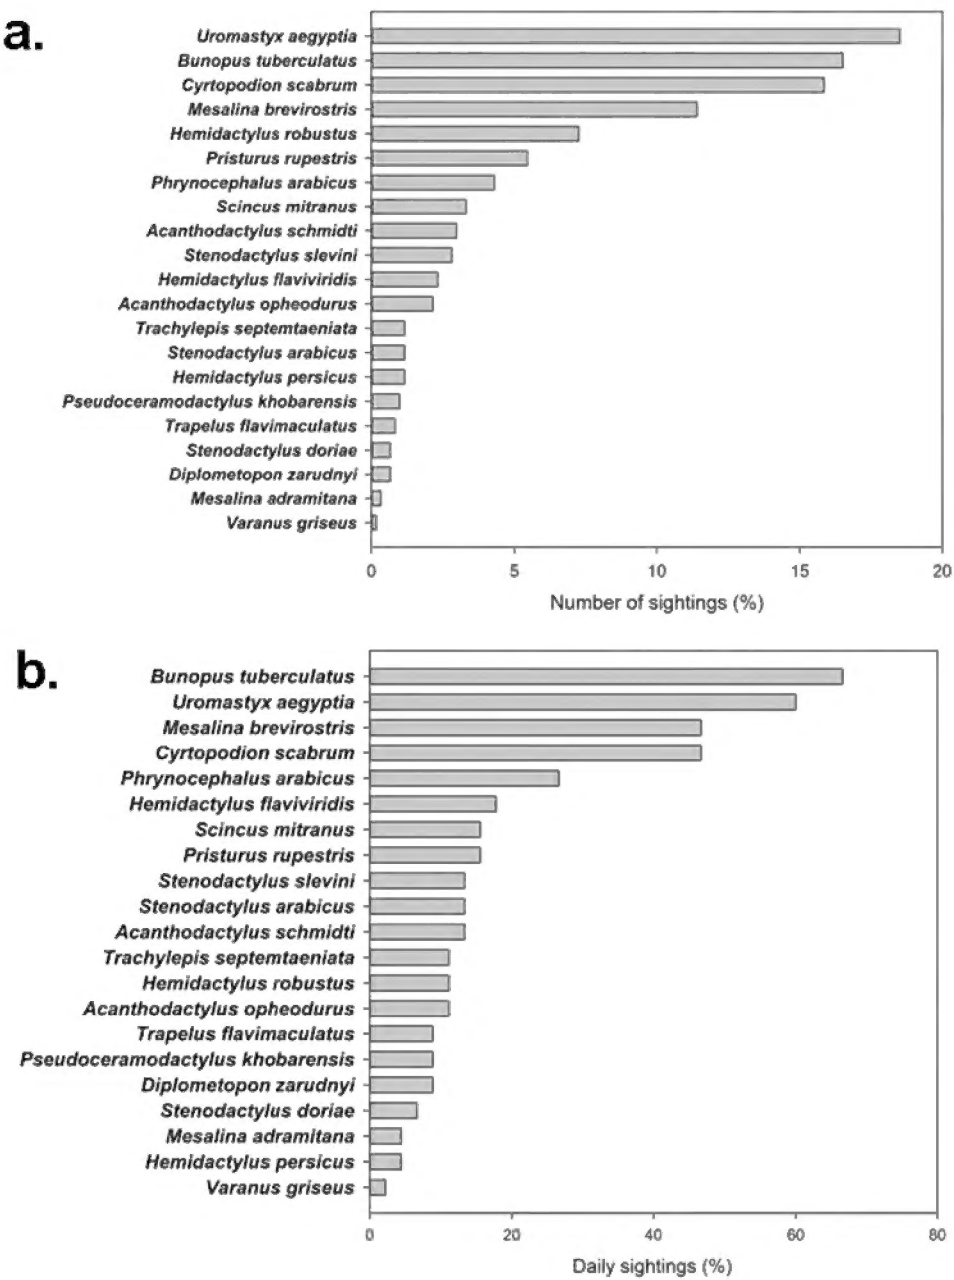 a.
Uromastyx aegyptia
Bunopus tuberculatus
Cyrtopodion scabrum
Mesalina brevirostris
Hemidactylus robustus
Pristurus rupestris
Phrynocephalus arabicus
Scincus mitranus
Acanthodactylus schmidti
Stenodactylus slevini
Hemidactylus flaviviridis
Acanthodactylus opheodurus
Trachylepis septemtaeniata
Stenodactylus arabicus
Hemidactylus persicus
Pseudoceramodactylus khobarensis
Trapelus flavimaculatus
Stenodactylus doriae
Diplometopon zarudnyi
Mesalina adramitana
Varanus griseus
0 5 10 15 20
Number of sightings (%)
b.
Bunopus tuberculatus
Uromastyx aegyptia
Mesalina brevirostris
Cyrtopodion scabrum
Phrynocephalus arabicus
Hemidactylus flaviviridis
Scincus mitranus
Pristurus rupestris
Stenodactylus slevini
Stenodactylus arabicus
Acanthodactylus schmidti
Trachylepis septemtaeniata
Hemidactylus robustus
Acanthodactylus opheodurus
Trapelus flavimaculatus
Pseudoceramodactylus khobarensis
Diplometopon zarudnyi
Stenodactylus doriae
Mesalina adramitana
Hemidactylus persicus
Varanus griseus
0 20 40 60 80
Daily sightings (%)